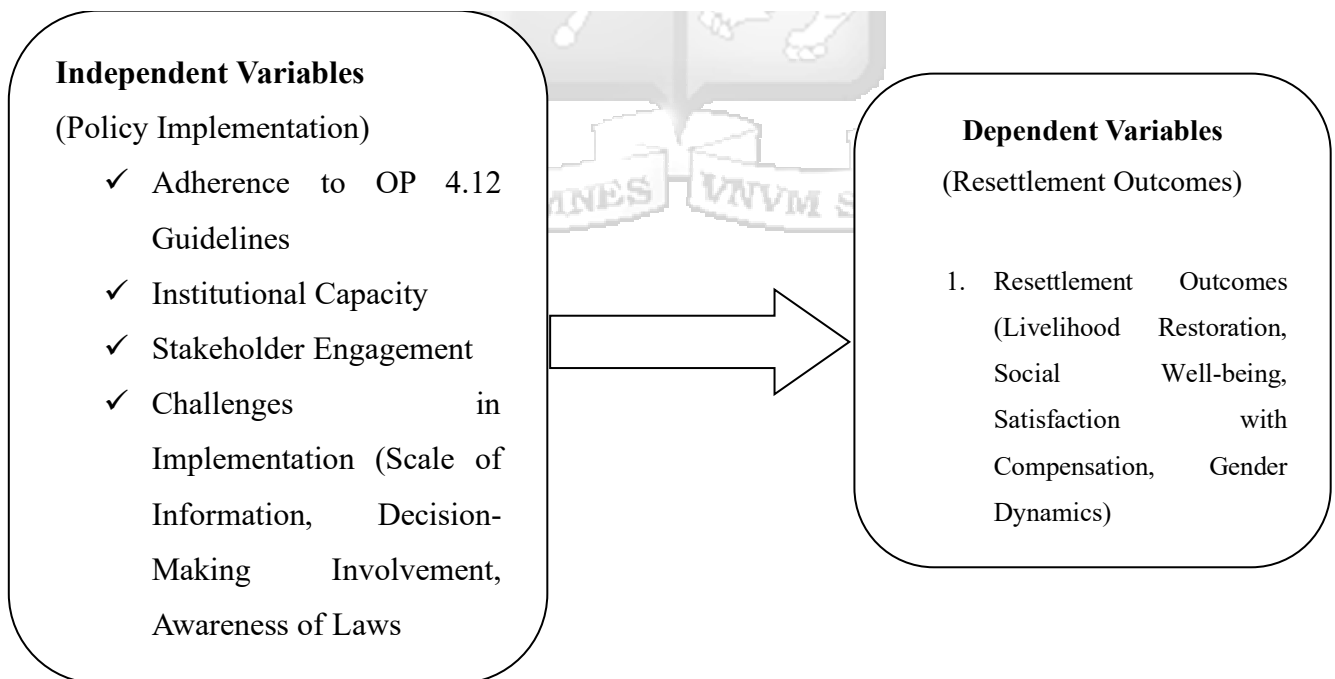 Independent Variables
(Policy Implementation)
✓ Adherence to OP 4.12
Guidelines
✓ Institutional Capacity
✓ Stakeholder Engagement
✓ Challenges in
Implementation (Scale of
Information, Decision-
Making Involvement,
Awareness of Laws
VNVM S
Dependent Variables
(Resettlement Outcomes)
1. Resettlement Outcomes
(Livelihood Restoration,
Social Well-being,
Satisfaction with
Compensation, Gender
Dynamics)